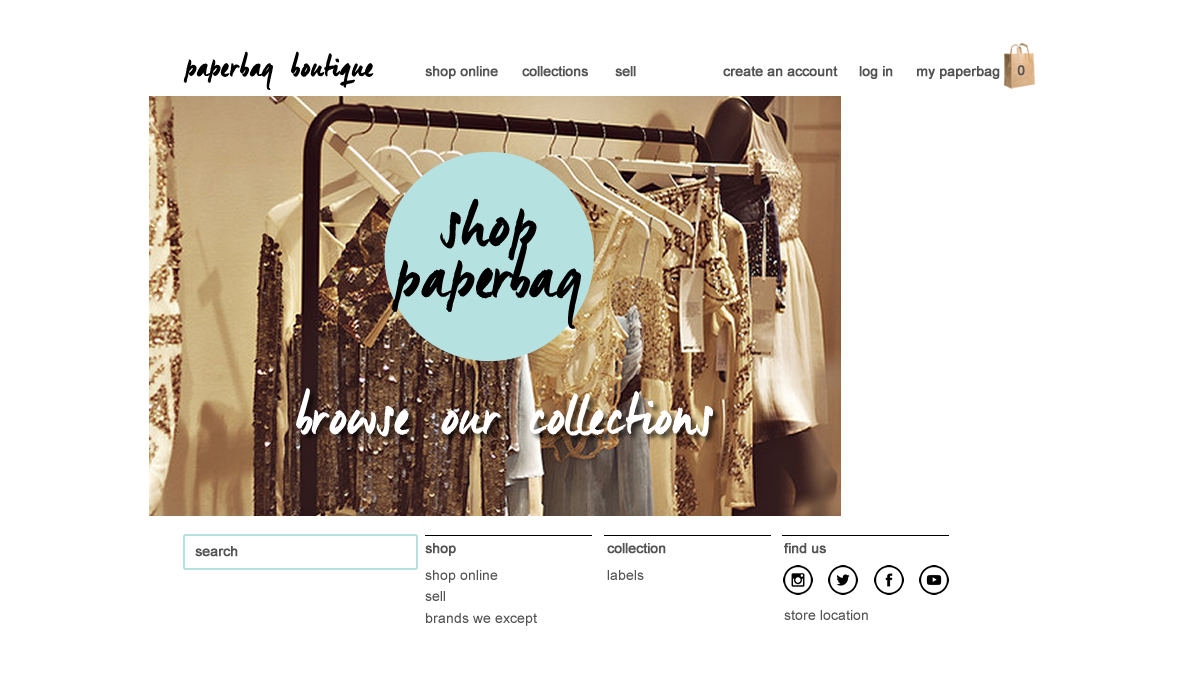 paperbag boutique
shop online collections sell create an account log in my paperbag 0
shop
paperbag
browse our collections
search
shop
shop online
sell
brands we except
collection
labels
find us
store location